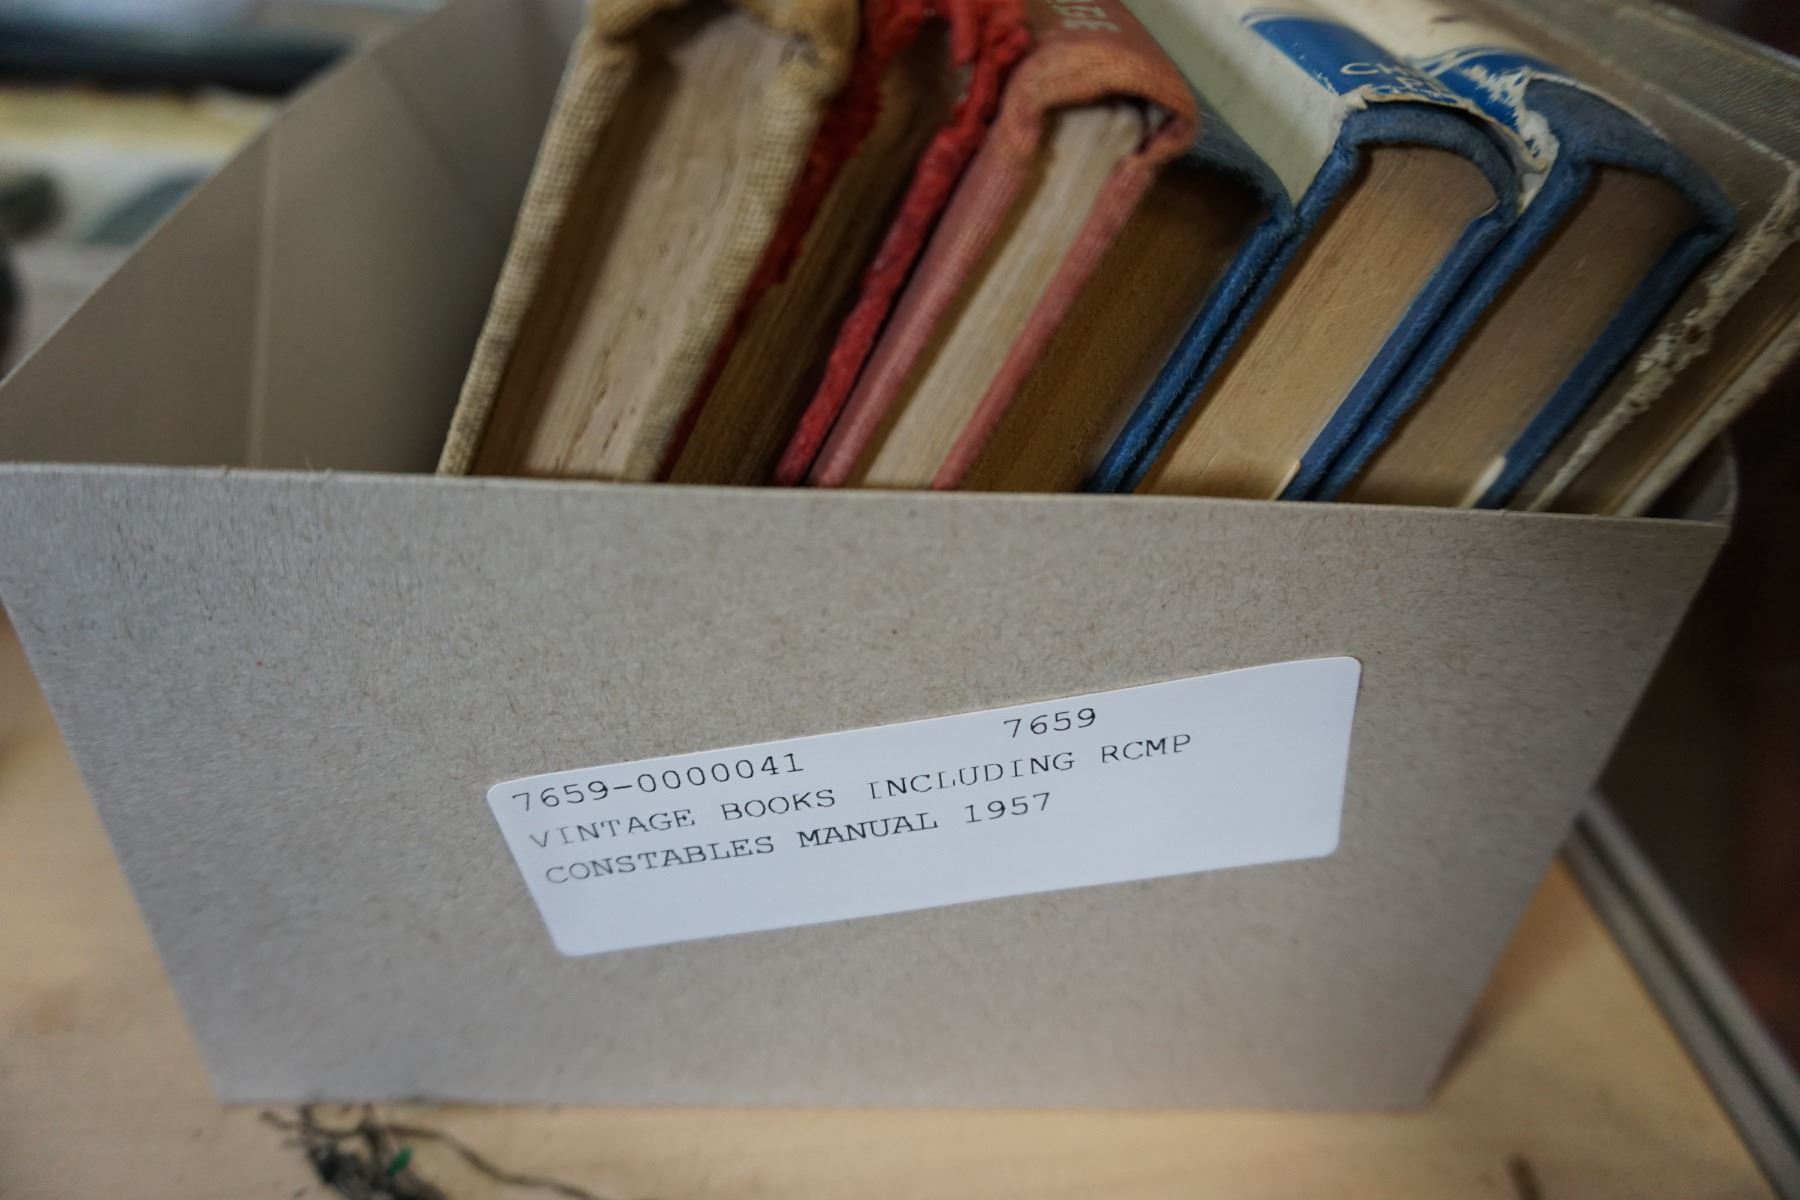 7659-0000041 7659
VINTAGE BOOKS INCLUDING RCMP
CONSTABLES MANUAL 1957